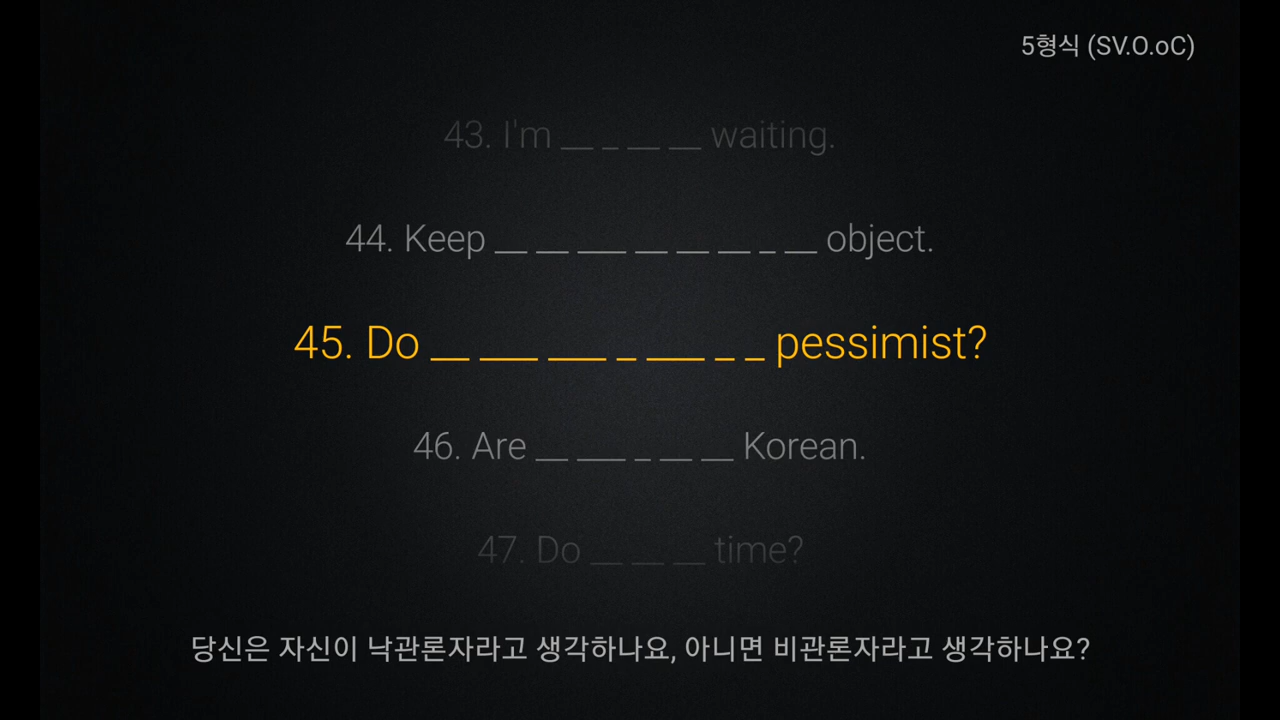 5형식 (SV.O.oC)
43. I'm __ _ __ __ waiting.
44. Keep __ __ ___ __ __ __ _ __ object.
45. Do __ ___ ___ _ ___ _ _ pessimist?
46. Are __ ___ _ __ __ Korean.
47. Do __ __ __ time?
당신은 자신이 낙관론자라고 생각하나요, 아니면 비관론자라고 생각하나요?